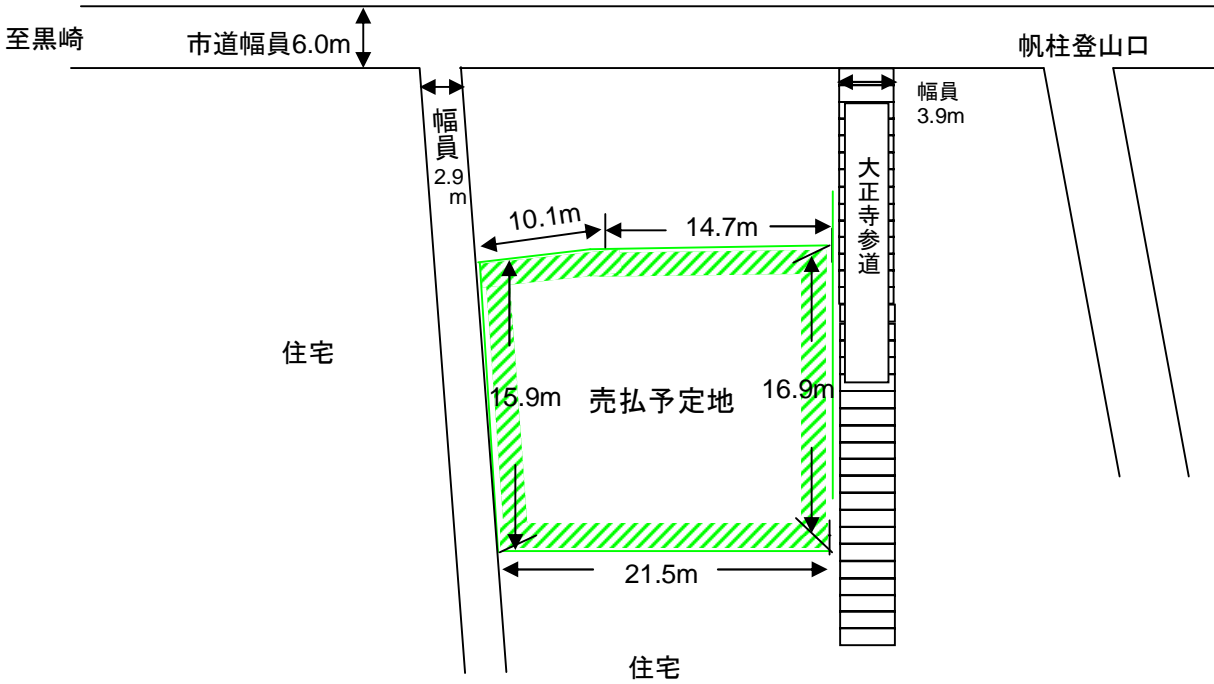 至黒崎
市道幅員6.0m
帆柱登山口
幅員
3.9m
幅員
2.9
m
大正寺参道
10.1m
14.7m
住宅
15.9m
売払予定地
16.9m
21.5m
住宅